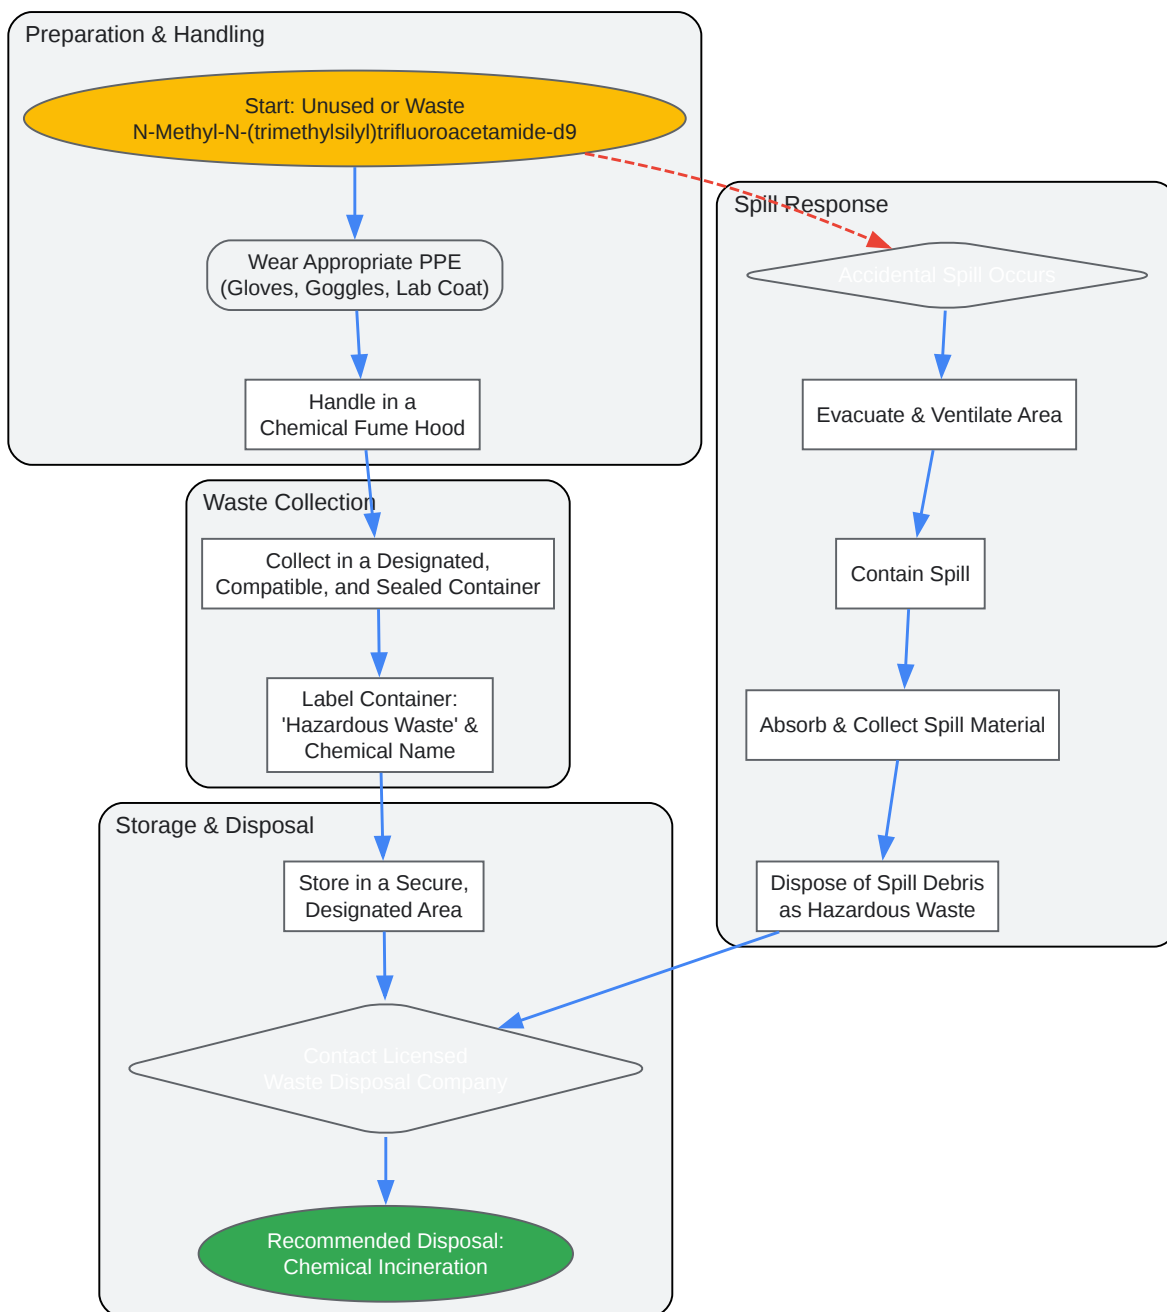 Preparation & Handling
Start: Unused or Waste
N-Methyl-N-(trimethylsilyl)trifluoroacetamide-d9
Wear Appropriate PPE
(Gloves, Goggles, Lab Coat)
Handle in a
Chemical Fume Hood
Waste Collection
Collect in a Designated,
Compatible, and Sealed Container
Label Container:
'Hazardous Waste' &
Chemical Name
Storage & Disposal
Store in a Secure,
Designated Area
Contact Licensed
Waste Disposal Company
Recommended Disposal:
Chemical Incineration
Spill Response
Accidental Spill Occurs
Evacuate & Ventilate Area
Contain Spill
Absorb & Collect Spill Material
Dispose of Spill Debris
as Hazardous Waste